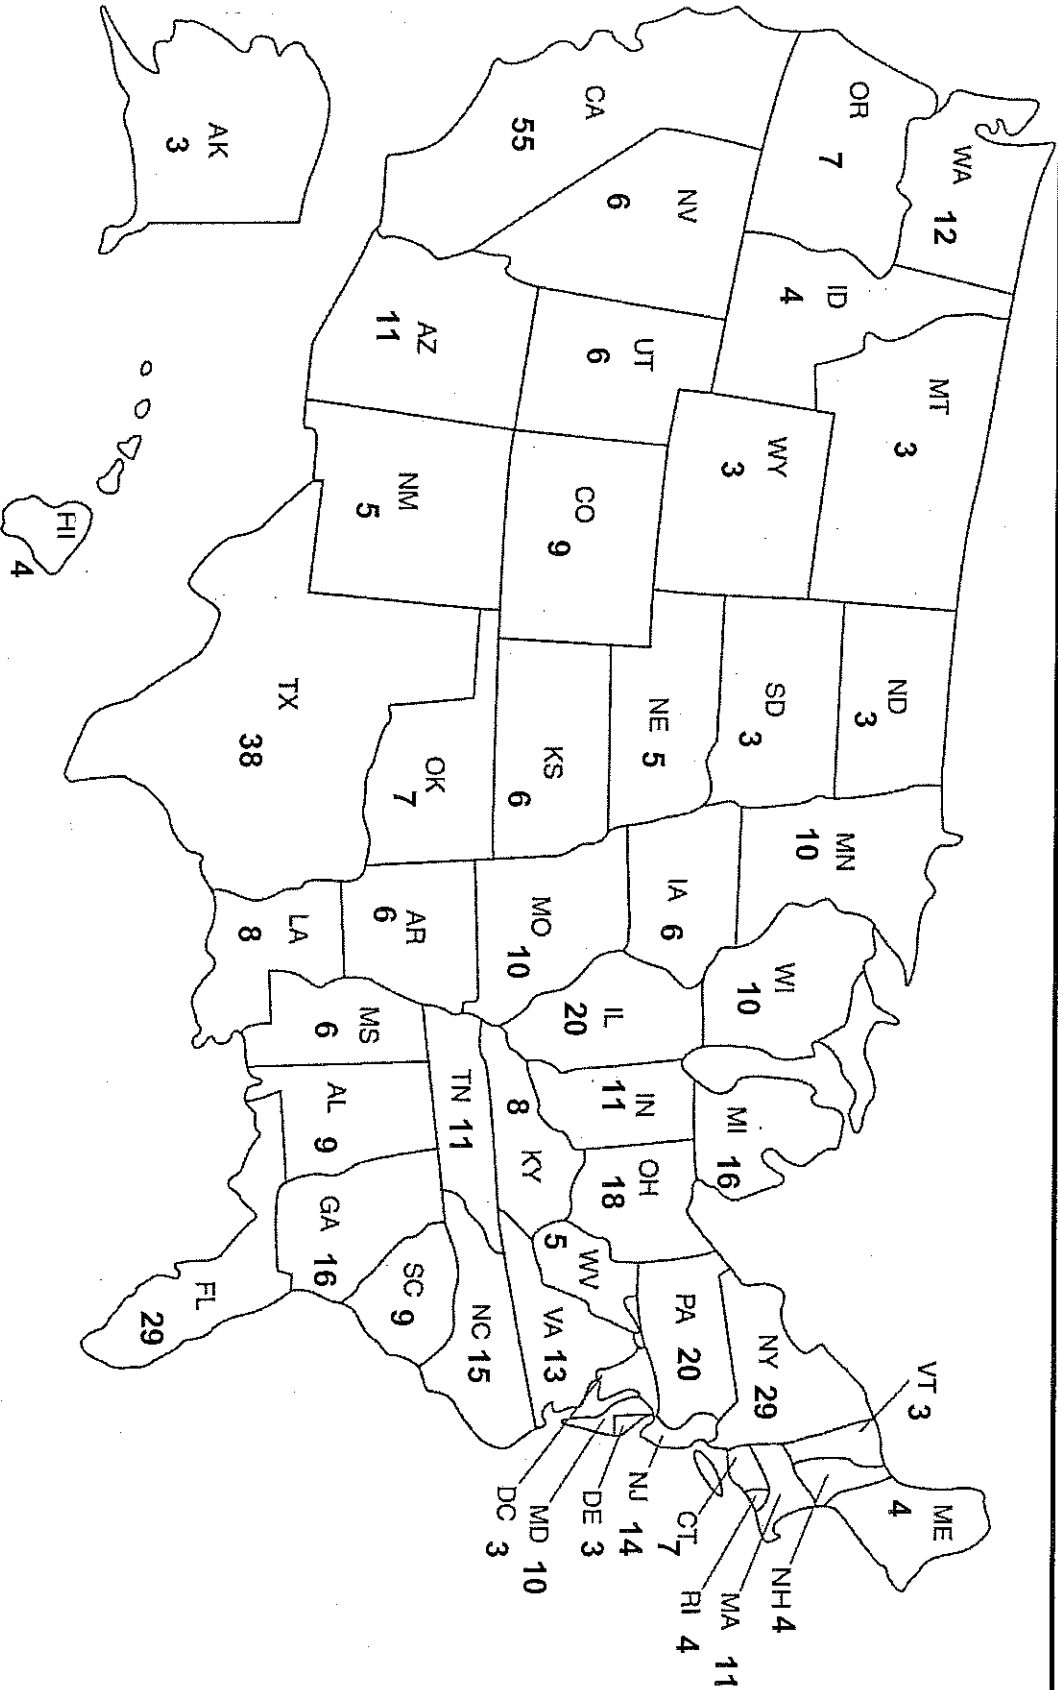 WA 12
OR
7
CA
55
NV
6
ID
4
MT
3
WY
3
UT
6
AZ
11
CO
9
NM
5
ND
3
SD
3
NE 5
KS
6
OK
7
TX
38
MN
10
IA
6
MO
10
AR
6
LA
8
WI
10
IL
20
MI
16
IN
11
OH
18
KY
8
TN 11
MS
6
AL
9
GA
16
FL
29
SC
9
NC 15
VA 13
WV
5
PA 20
NY 29
VT 3
ME
4
NH 4
MA 11
RI 4
CT 7
NJ 14
DE 3
MD 10
DC 3
AK
3
HI
4